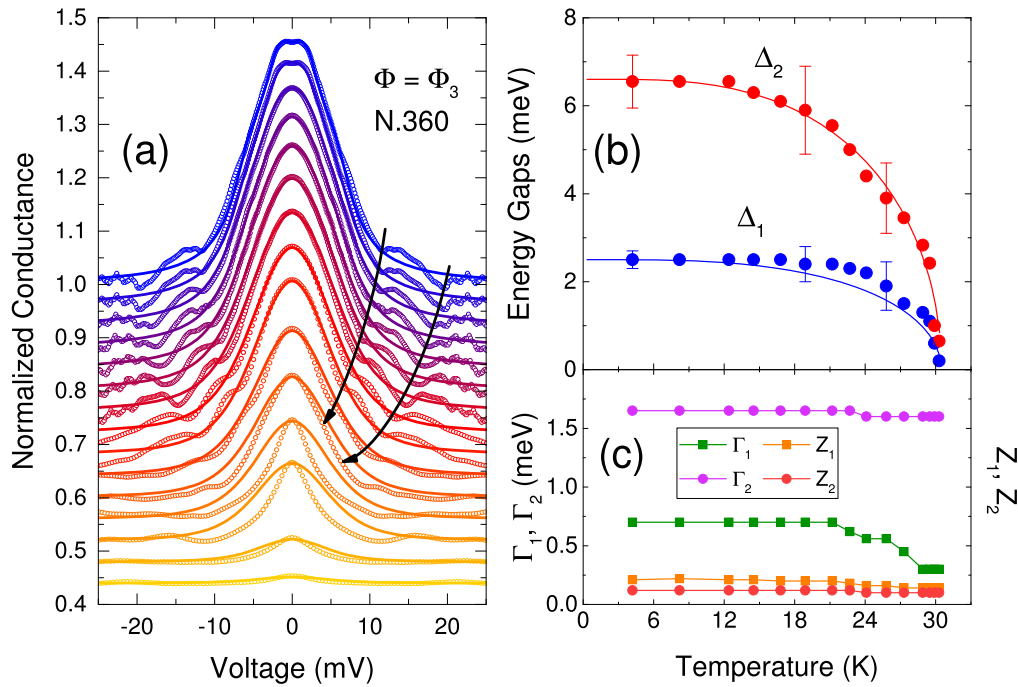 1.5
1.4
1.3
1.2
1.1
1.0
0.9
0.8
0.7
0.6
0.5
0.4
Normalized Conductance
(a)
Φ = Φ3
N.360
-20
-10
0
10
20
Voltage (mV)
8
6
4
2
0
Energy Gaps (meV)
(b)
Δ2
Δ1
1.5
0.5
0.0
Γ1, Γ2 (meV)
(c)
Γ1
Z1
Γ2
Z2
Z1, Z2
0
6
12
18
24
30
Temperature (K)